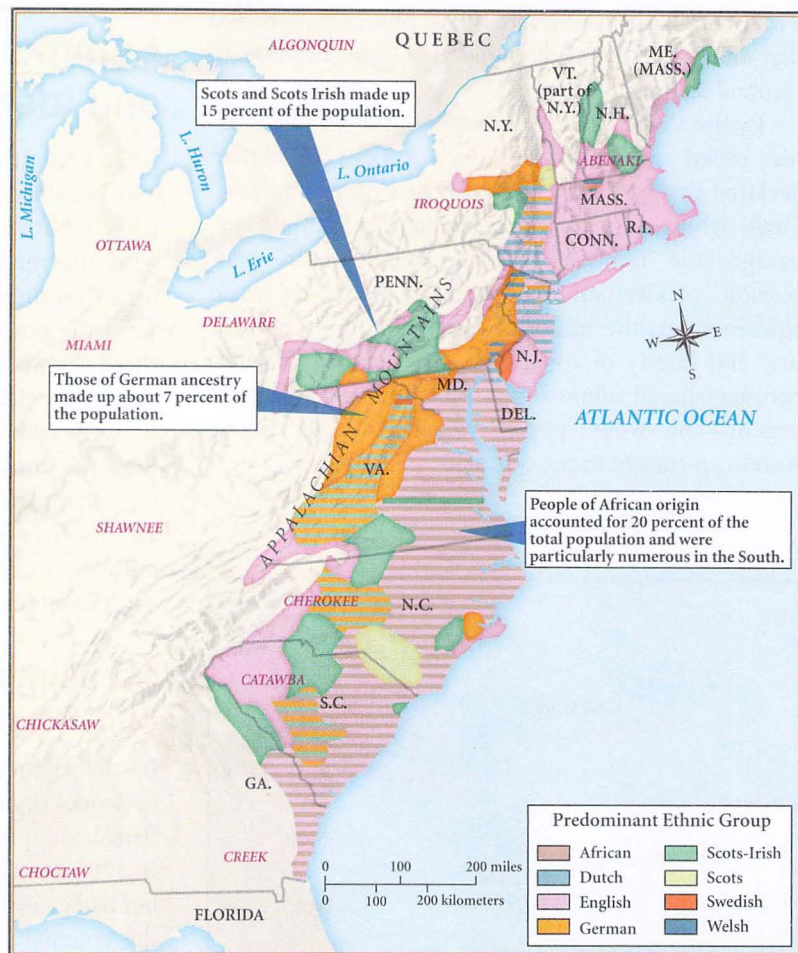 ALGONQUIN
QUEBEC
ME.
(MASS.)
VT.
(part of
N.Y.)
N.H.
Scots and Scots Irish made up
15 percent of the population.
N.Y.
L. Michigan
L. Huron
L. Ontario
ABENAKI
MASS.
IROQUOIS
OTTAWA
CONN.
R.I.
L. Erie
PENN.
DELAWARE
MIAMI
N
W E
S
N.J.
Those of German ancestry
made up about 7 percent of
the population.
MD.
DEL.
ATLANTIC OCEAN
APPALACHIAN MOUNTAINS
VA.
SHAWNEE
People of African origin
accounted for 20 percent of the
total population and were
particularly numerous in the South.
CHEROKEE
N.C.
CATAWBA
S.C.
CHICKASAW
GA.
CREEK
CHOCTAW
FLORIDA
0 100 200 miles
0 100 200 kilometers
Predominant Ethnic Group
African
Dutch
English
German
Scots-Irish
Scots
Swedish
Welsh